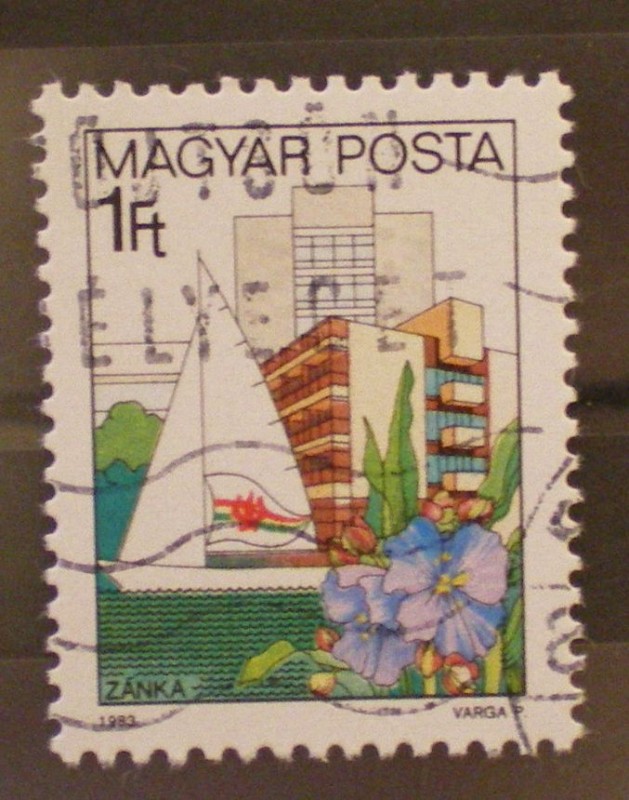 MAGYAR POSTA
1Ft
ZÁNKA
1983
VARGA P.